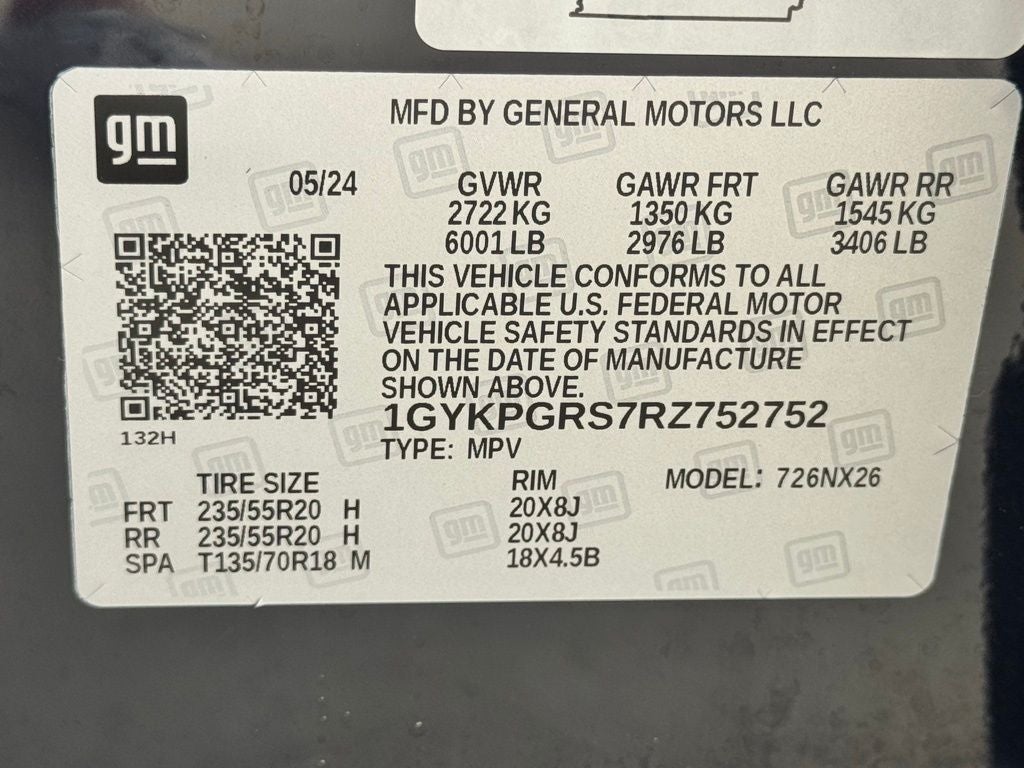 gm
MFD BY GENERAL MOTORS LLC
05/24 GVWR GAWR FRT GAWR RR
2722 KG 1350 KG 1545 KG
6001 LB 2976 LB 3406 LB
THIS VEHICLE CONFORMS TO ALL
APPLICABLE U.S. FEDERAL MOTOR
VEHICLE SAFETY STANDARDS IN EFFECT
ON THE DATE OF MANUFACTURE
SHOWN ABOVE.
1GYKPGRS7RZ752752
132H
TYPE: MPV
TIRE SIZE RIM MODEL: 726NX26
FRT 235/55R20 H 20X8J
RR 235/55R20 H 20X8J
SPA T135/70R18 M 18X4.5B